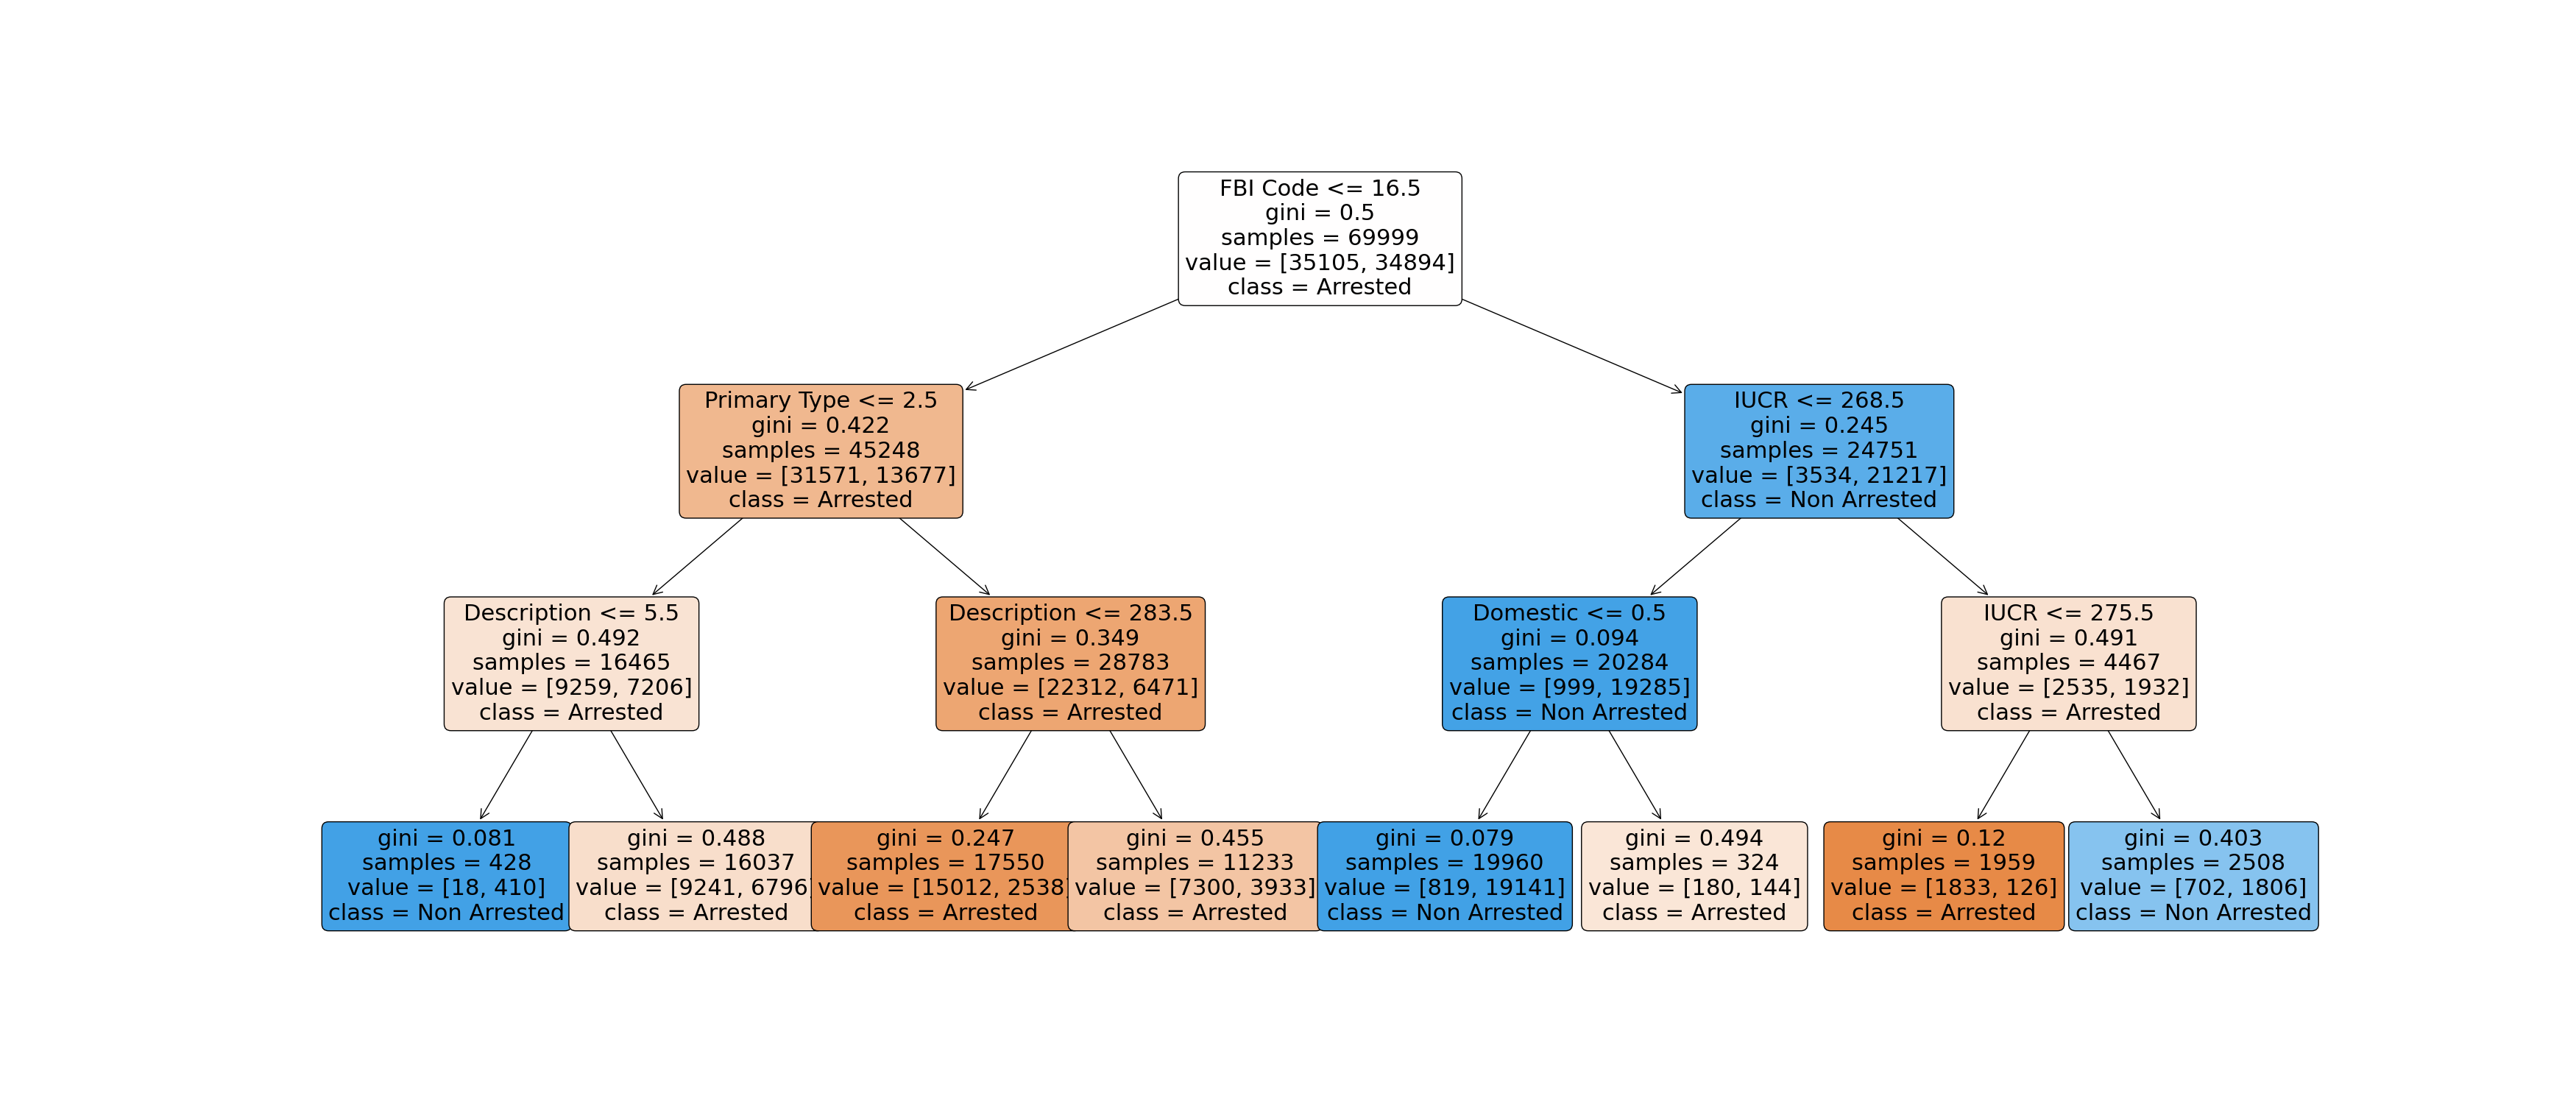 FBI Code <= 16.5
gini = 0.5
samples = 69999
value = [35105, 34894]
class = Arrested
Primary Type <= 2.5
gini = 0.422
samples = 45248
value = [31571, 13677]
class = Arrested
IUCR <= 268.5
gini = 0.245
samples = 24751
value = [3534, 21217]
class = Non Arrested
Description <= 5.5
gini = 0.492
samples = 16465
value = [9259, 7206]
class = Arrested
Description <= 283.5
gini = 0.349
samples = 28783
value = [22312, 6471]
class = Arrested
Domestic <= 0.5
gini = 0.094
samples = 20284
value = [999, 19285]
class = Non Arrested
IUCR <= 275.5
gini = 0.491
samples = 4467
value = [2535, 1932]
class = Arrested
gini = 0.081
samples = 428
value = [18, 410]
class = Non Arrested
gini = 0.488
samples = 16037
value = [9241, 6796]
class = Arrested
gini = 0.247
samples = 17550
value = [15012, 2538]
class = Arrested
gini = 0.455
samples = 11233
value = [7300, 3933]
class = Arrested
gini = 0.079
samples = 19960
value = [819, 19141]
class = Non Arrested
gini = 0.494
samples = 324
value = [180, 144]
class = Arrested
gini = 0.12
samples = 1959
value = [1833, 126]
class = Arrested
gini = 0.403
samples = 2508
value = [702, 1806]
class = Non Arrested